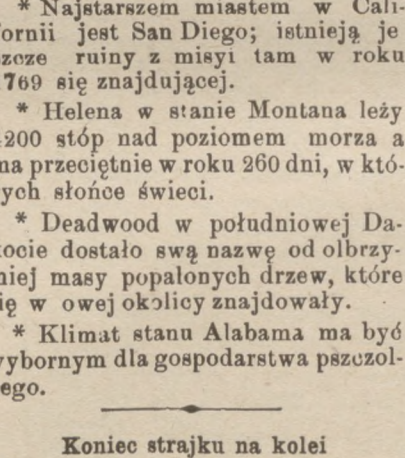 * Najstarszem miastem w Cali-
fornii jest San Diego; istnieją je
szcze ruiny z misyi tam w roku
1769 się znajdującej.
* Helena w stanie Montana leży
4200 stóp nad poziomem morza a
ma przeciętnie w roku 260 dni, w któ-
rych słońce świeci.
* Deadwood w południowej Da-
kocie dostało swą nazwę od olbrzy-
miej masy popalonych drzew, które
się w owej okolicy znajdowały.
* Klimat stanu Alabama ma być
wybornym dla gospodarstwa pszczol-
nego.
Koniec strajku na kolei